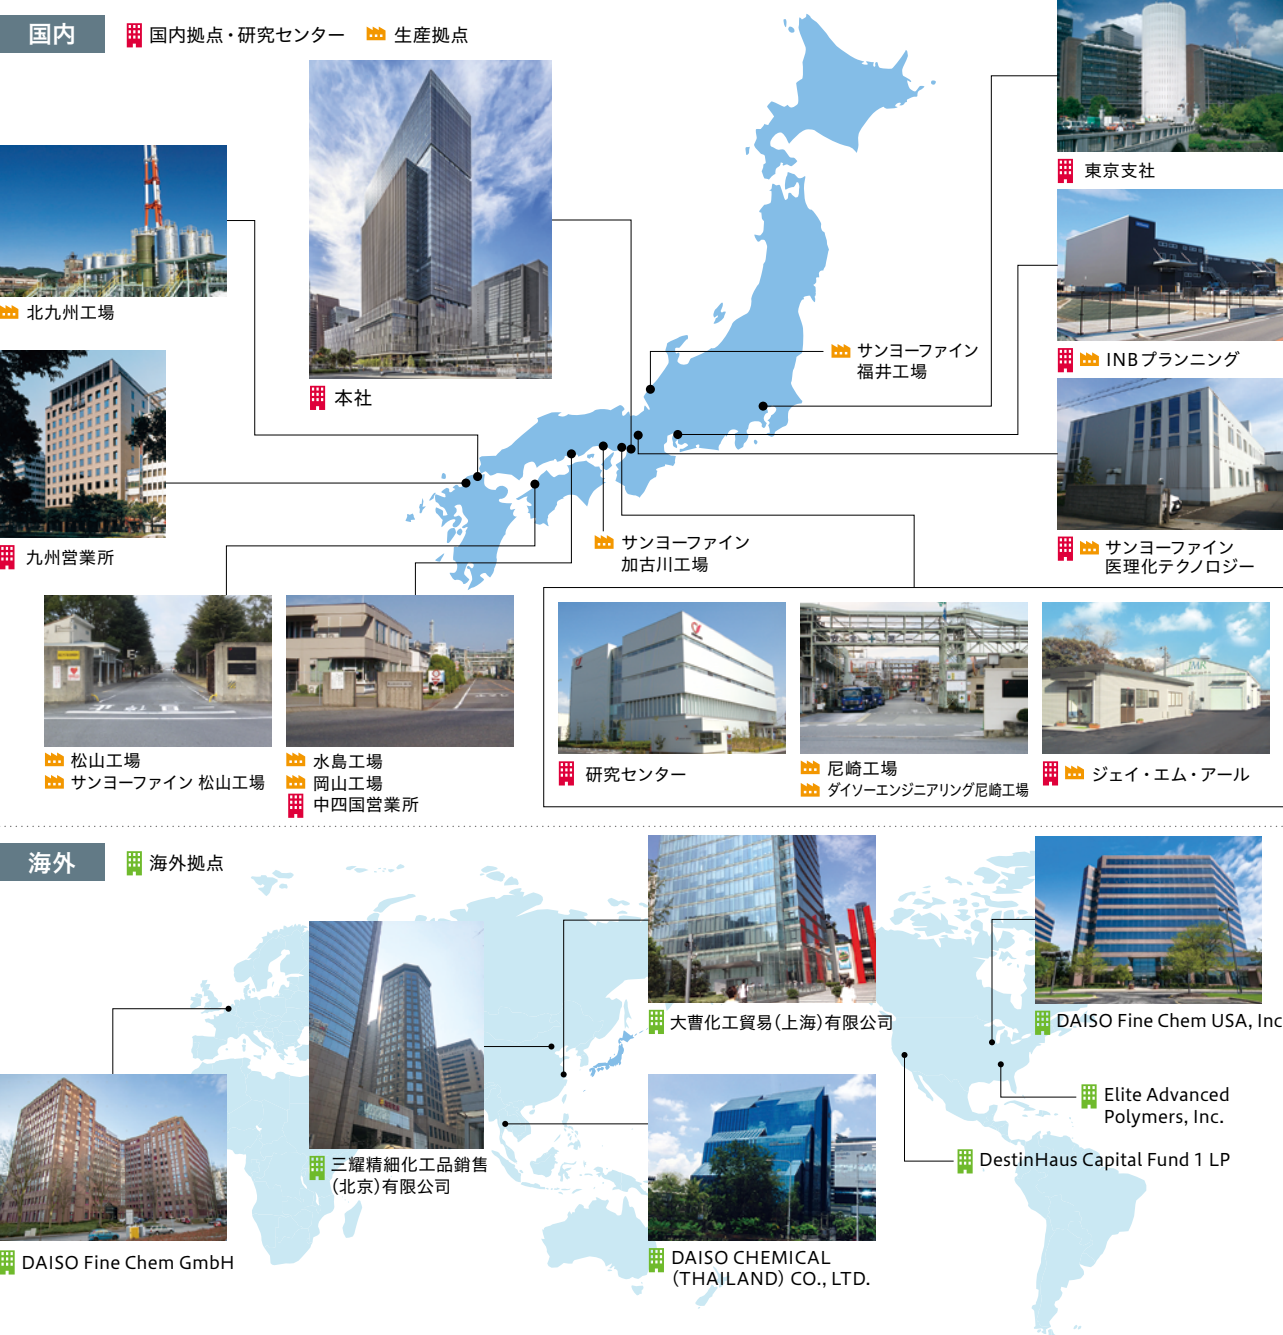 国内
国内拠点・研究センター
生産拠点
東京支社
北九州工場
INBプランニング
サンヨーファイン
福井工場
本社
九州営業所
サンヨーファイン
加古川工場
サンヨーファイン
医理化テクノロジー
JMR
松山工場
サンヨーファイン 松山工場
水島工場
岡山工場
中四国営業所
研究センター
尼崎工場
ダイソーエンジニアリング尼崎工場
ジェイ・エム・アール
海外
海外拠点
大曹化工貿易(上海)有限公司
DAISO Fine Chem USA, Inc
Elite Advanced
Polymers, Inc.
DestinHaus Capital Fund 1 LP
三耀精細化工品銷售
(北京)有限公司
DAISO Fine Chem GmbH
DAISO CHEMICAL
(THAILAND) CO., LTD.